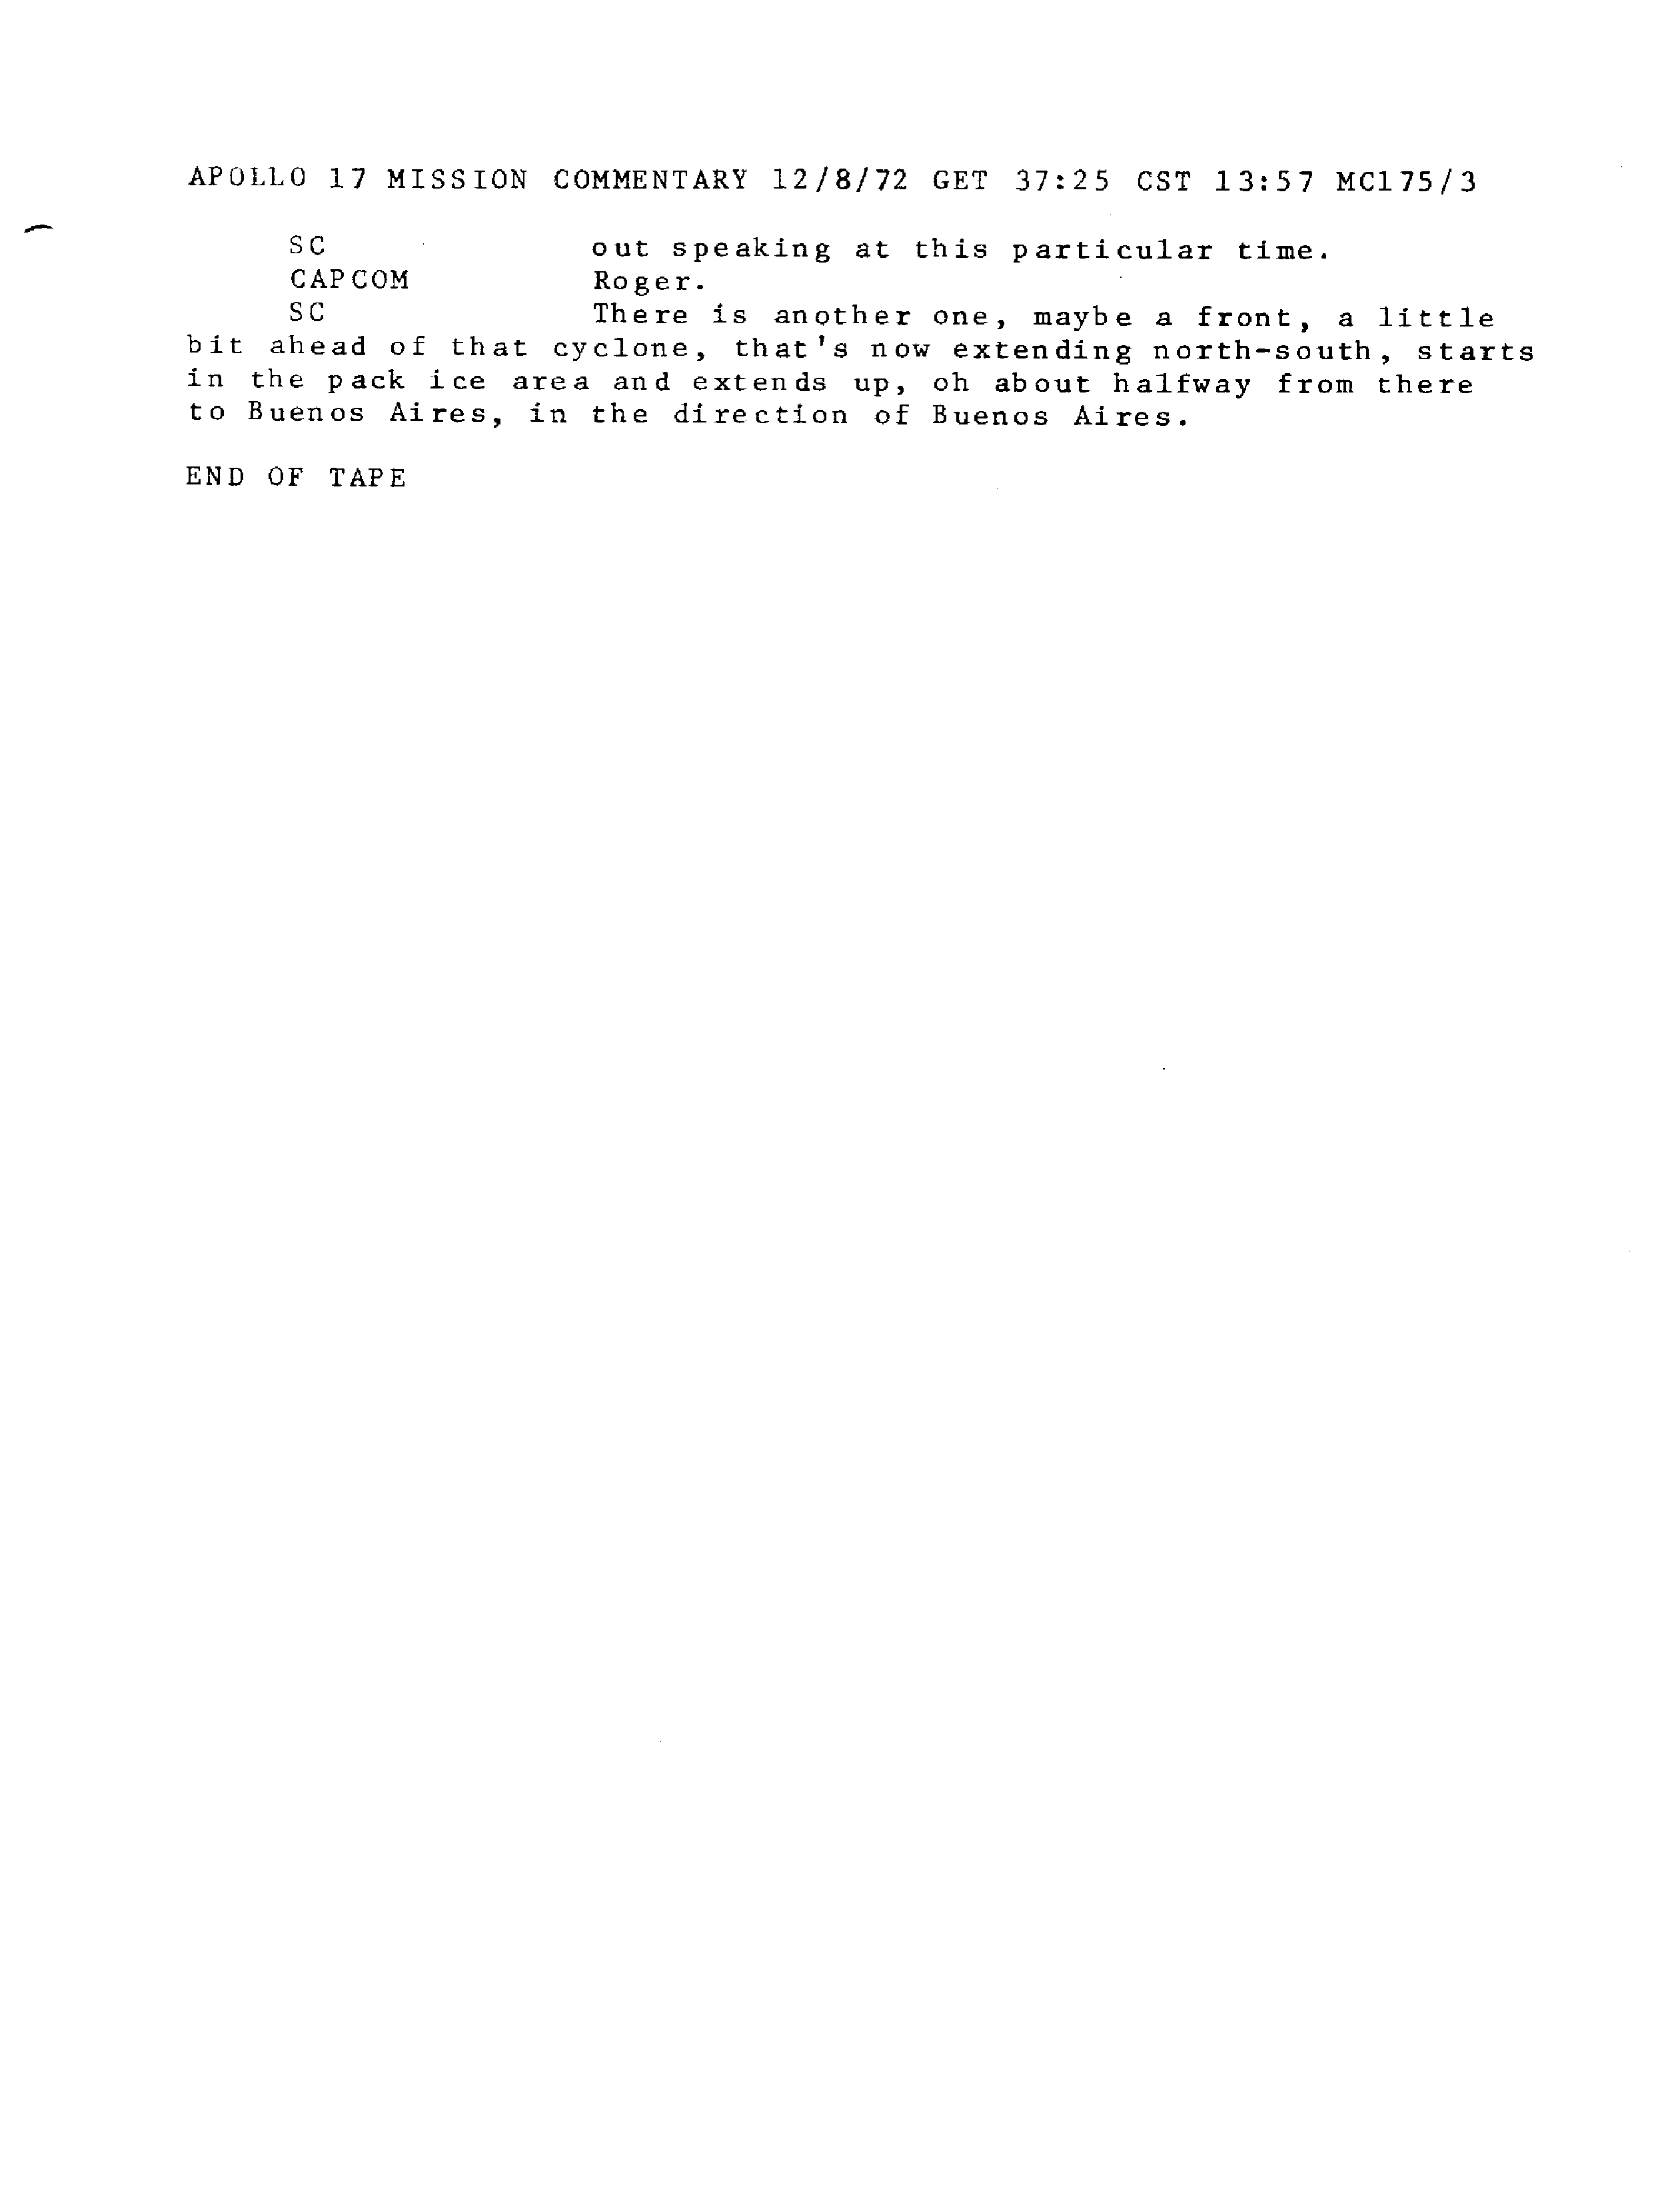 APOLLO 17 MISSION COMMENTARY 12/8/72 GET 37:25 CST 13:57 MC175/3
SC out speaking at this particular time.
CAPCOM Roger.
SC There is another one, maybe a front, a little
bit ahead of that cyclone, that's now extending north-south, starts
in the pack ice area and extends up, oh about halfway from there
to Buenos Aires, in the direction of Buenos Aires.
END OF TAPE